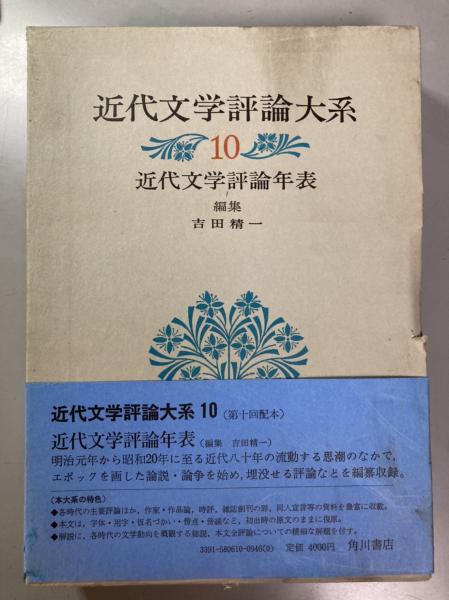 近代文学評論大系
10
近代文学評論年表
編集
吉田精一
近代文学評論大系10（第十回配本）
近代文学評論年表（編集 吉田精一）
明治元年から昭和20年に至る近代八十年の流動する思潮のなかで，
エポックを画した論説・論争を始め，埋没せる評論などを編纂収録。
〈本大系の特色〉
◆各時代の主要評論ほか，作家・作品論，時評，雑誌創刊の辞，同人宣言等の資料を豊富に収載。
◆本文は，字体・用字・仮名づかい・傍点・振点など，初出時の原文のままに復原。
◆解説に，各時代の文学動向を概観する総説，本文全評論についての精細な解題を付す。
3391-580610-0946(0) 定価 4000円 角川書店